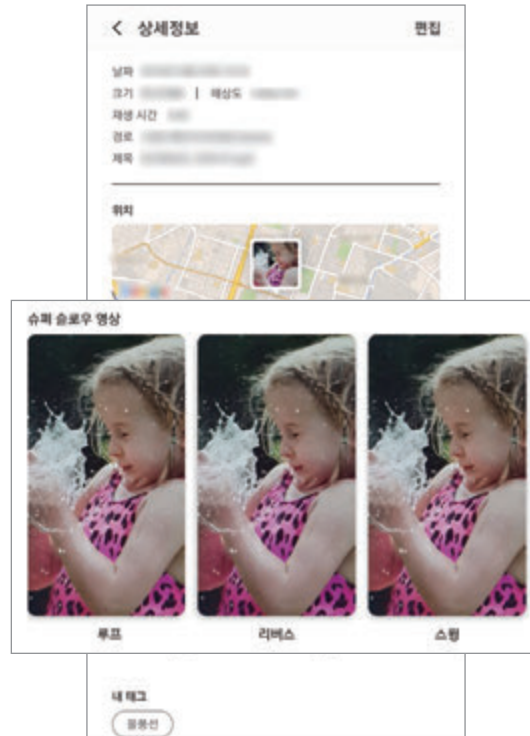 상세정보 편집
날짜
크기 | 해상도
재생 시간
경로
제목
위치
슈퍼 슬로우 영상
루프 리버스 스윙
내 태그
물풍선